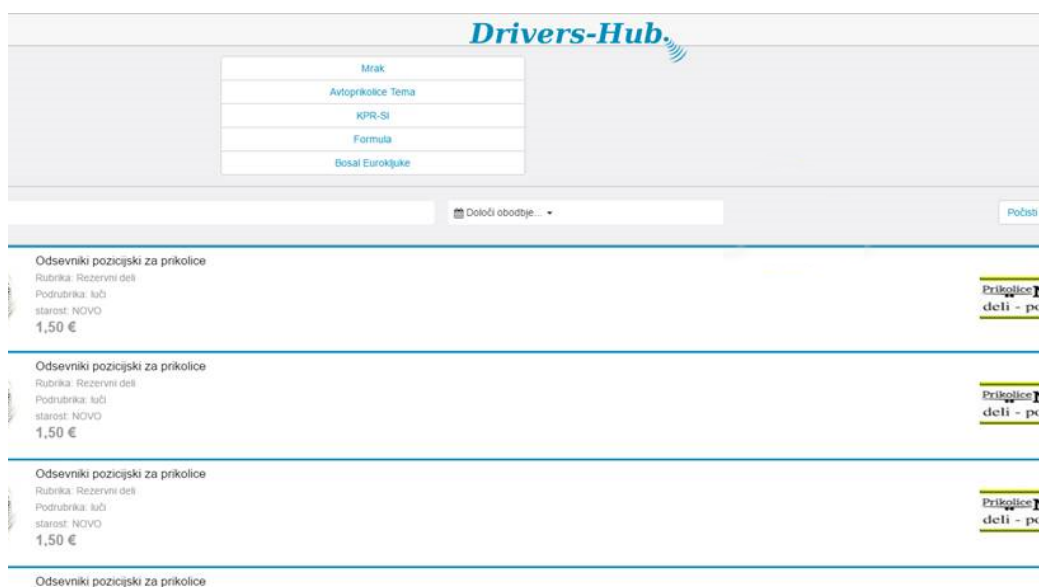 Drivers-Hub.
Mrak
Avtoprikolice Tema
KPR-SI
Formula
Bosal Eurokljuke
Določi obodbje...
Počisti
Odsevniki pozicijski za prikolice
Rubrika: Rezervni deli
Podrubrika: luči
starost: NOVO
1,50 €
Prikolice
deli - po
Odsevniki pozicijski za prikolice
Rubrika: Rezervni deli
Podrubrika: luči
starost: NOVO
1,50 €
Prikolice
deli - po
Odsevniki pozicijski za prikolice
Rubrika: Rezervni deli
Podrubrika: luči
starost: NOVO
1,50 €
Prikolice
deli - po
Odsevniki pozicijski za prikolice